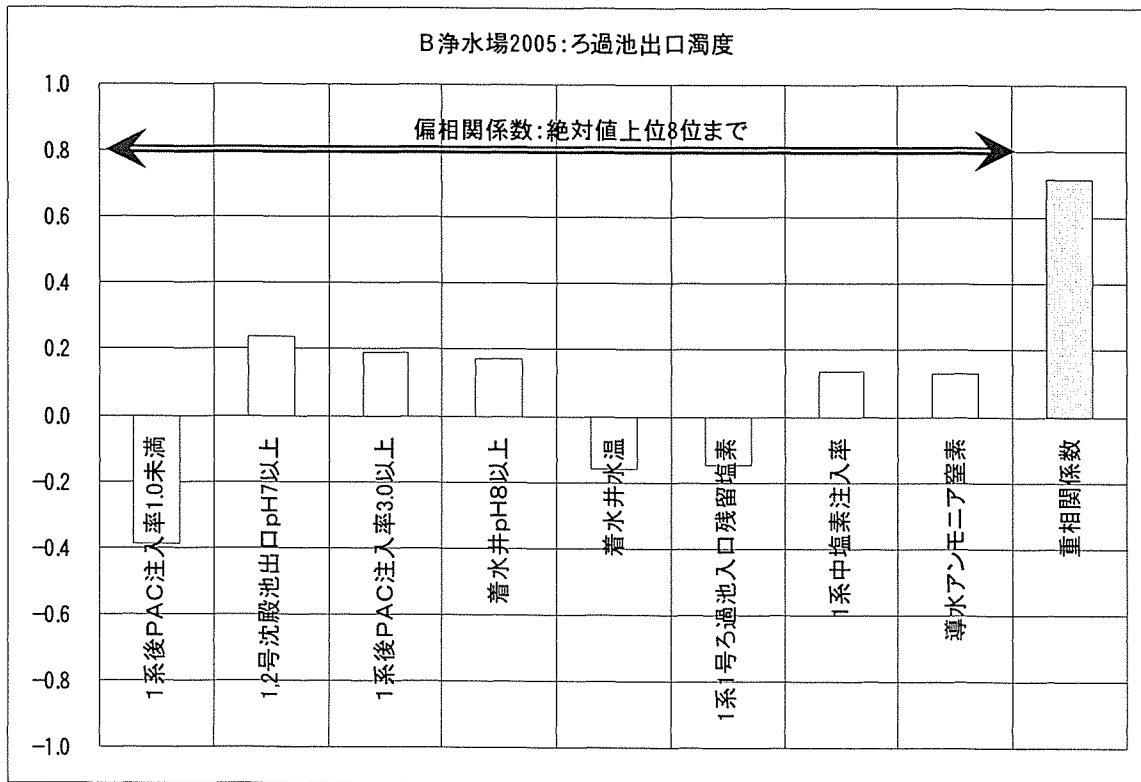 B浄水場2005:ろ過池出口濁度
1.0
偏相関係数:絶対値上位8位まで
0.8
0.6
0.4
0.2
0.0
-0.2
-0.4
-0.6
-0.8
-1.0
1系後PAC注入率1.0未満
1,2号沈殿池出口pH7以上
1系後PAC注入率3.0以上
着水井pH8以上
着水井水温
1系1号ろ過池入口残留塩素
1系中塩素注入率
導水アンモニア窒素
重相関係数